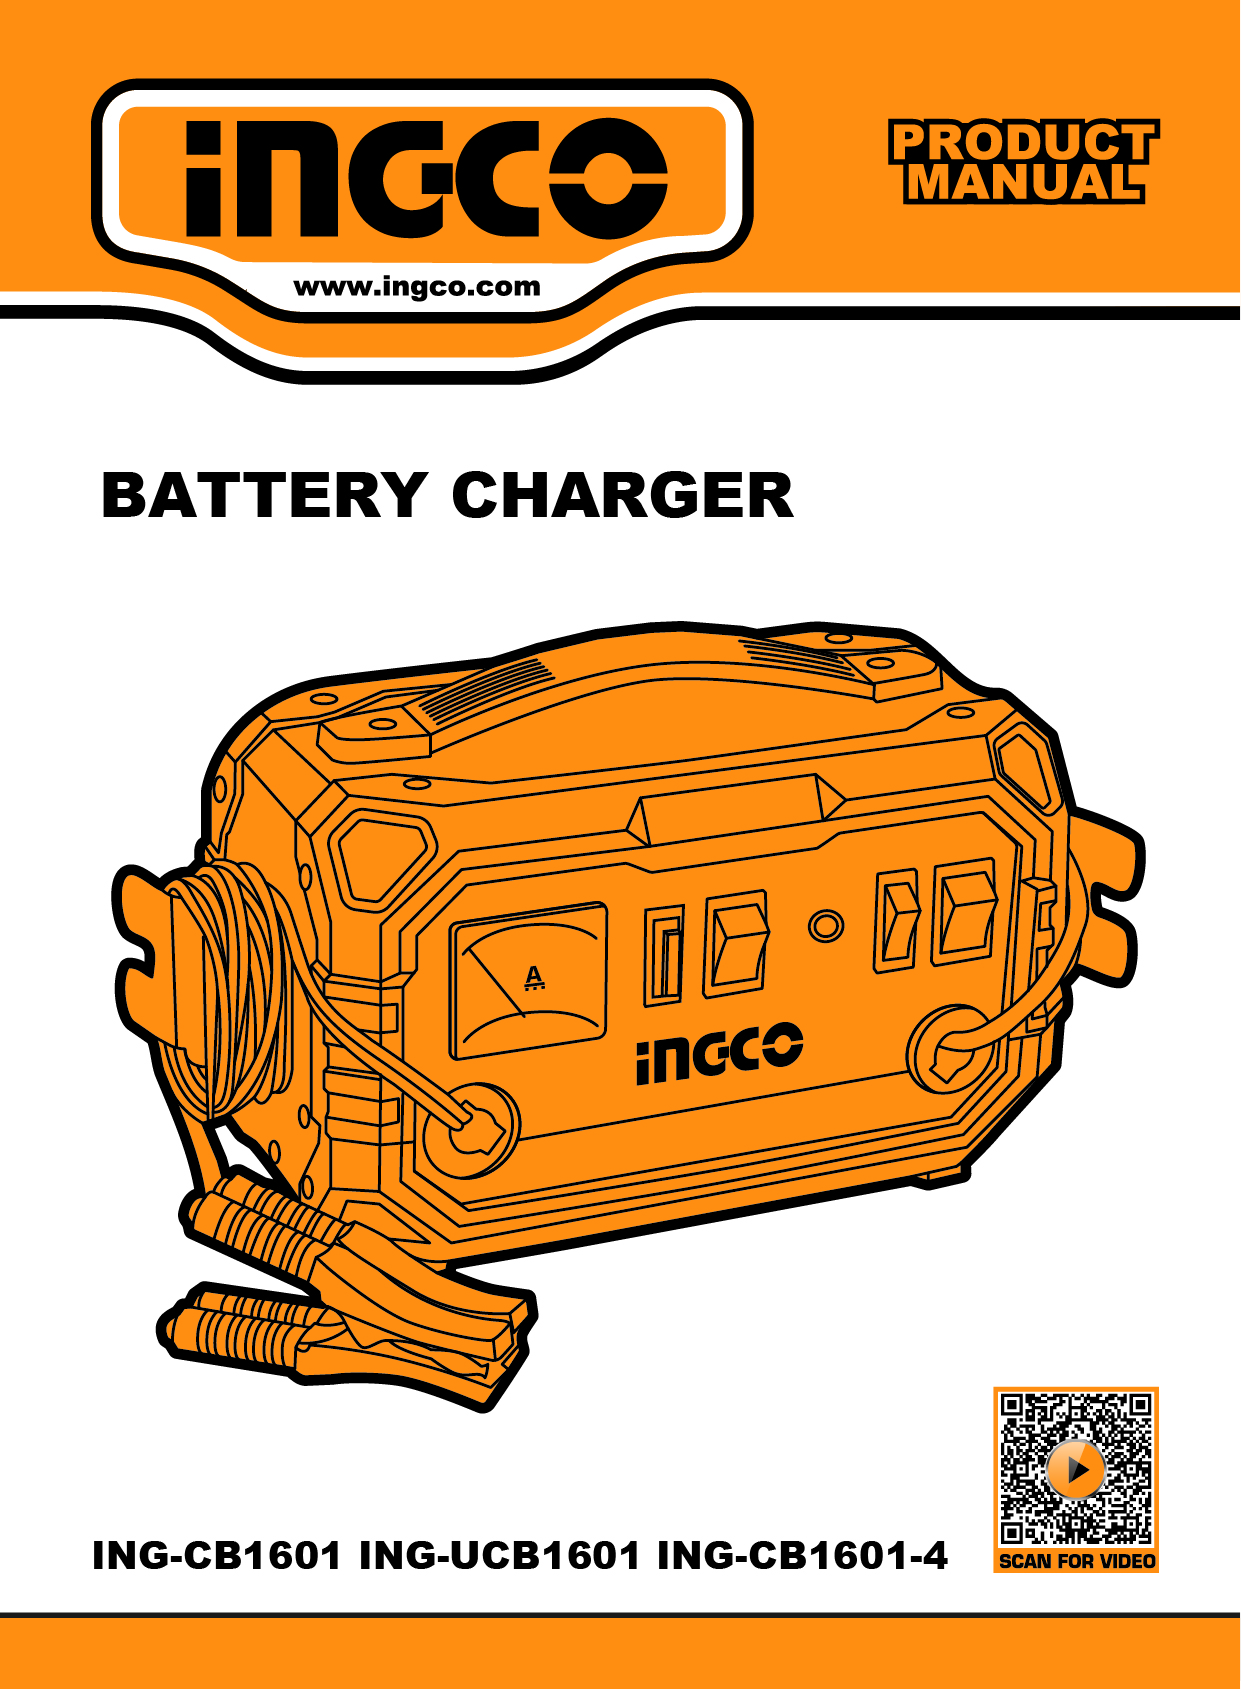 INGCO
PRODUCT
MANUAL
www.ingco.com
BATTERY CHARGER
A
INGCO
ING-CB1601 ING-UCB1601 ING-CB1601-4
SCAN FOR VIDEO